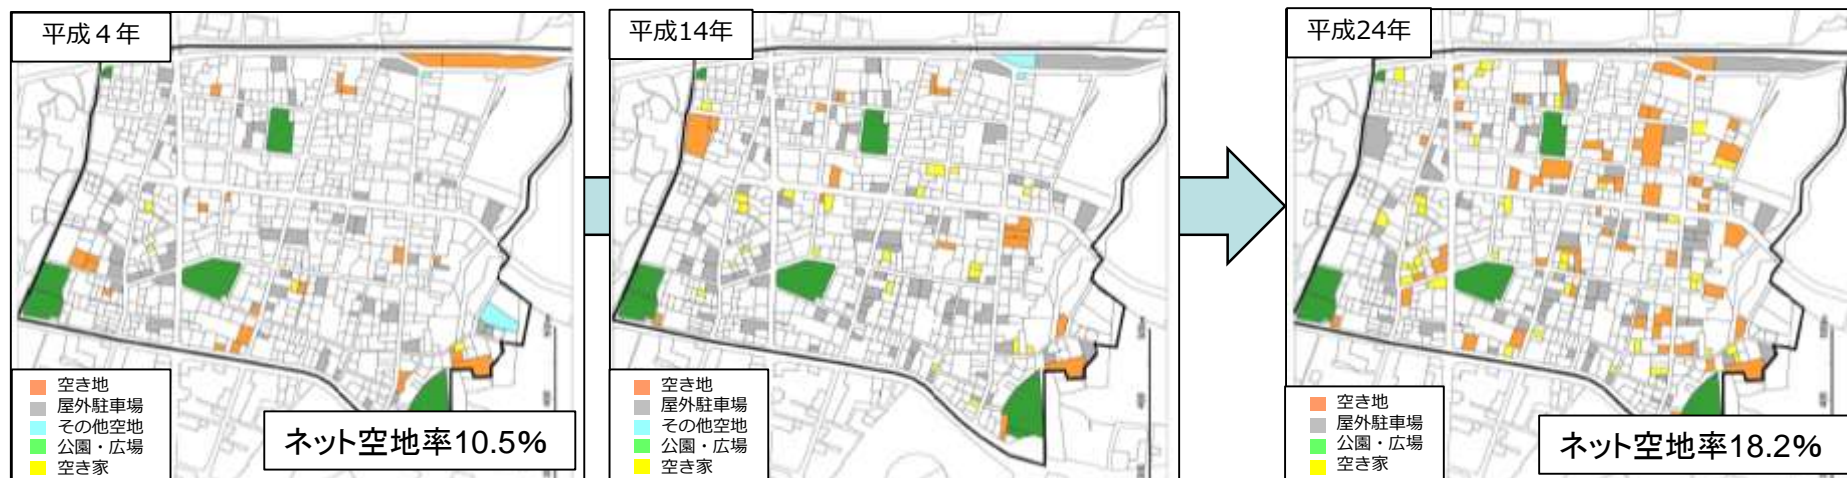 平成４年
空き地
屋外駐車場
その他空地
公園・広場
空き家
ネット空地率10.5%
平成14年
空き地
屋外駐車場
その他空地
公園・広場
空き家
平成24年
空き地
屋外駐車場
公園・広場
空き家
ネット空地率18.2%